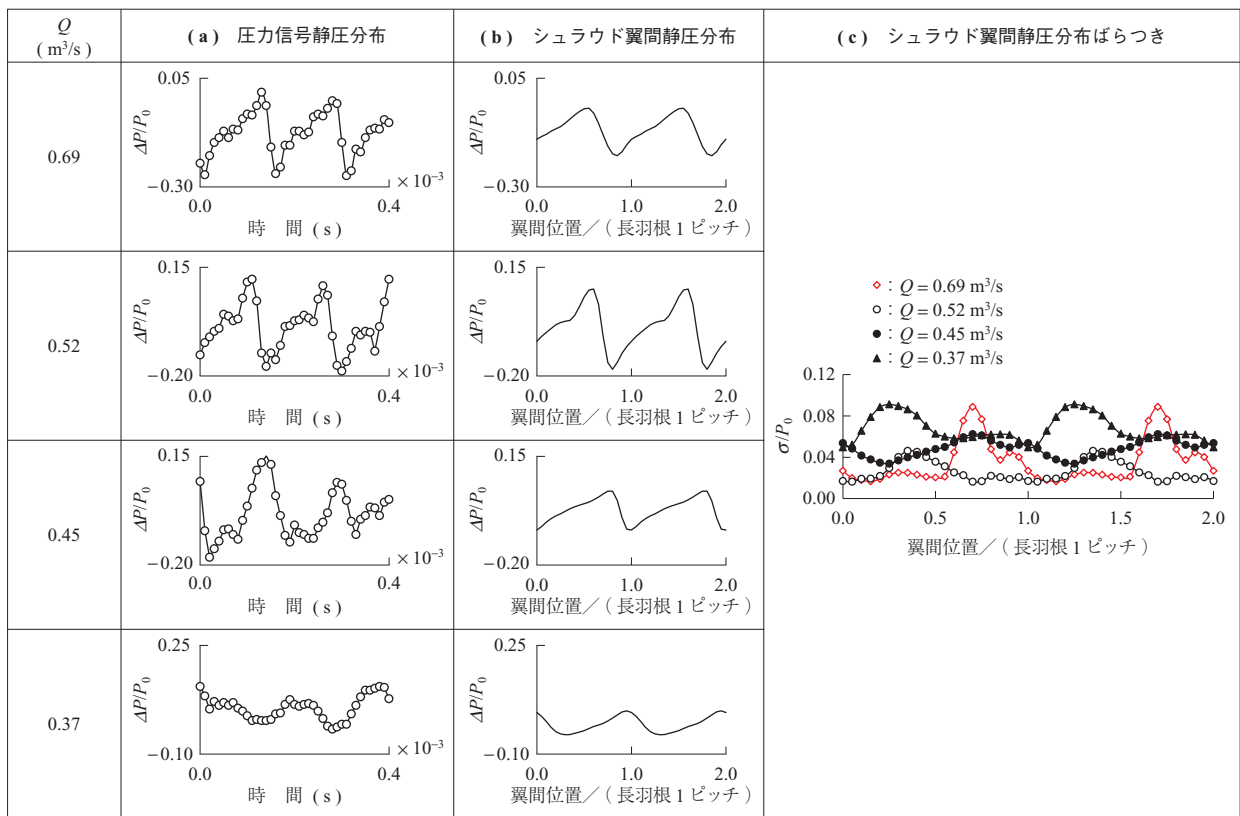 Q
( m³/s )
( a ) 圧力信号静圧分布
( b ) シュラウド翼間静圧分布
( c ) シュラウド翼間静圧分布ばらつき
0.69
ΔP/P₀
0.05
−0.30
0.0
0.4
×10⁻³
時 間 ( s )
ΔP/P₀
0.05
−0.30
0.0
1.0
2.0
翼間位置／( 長羽根 1 ピッチ )
0.52
ΔP/P₀
0.15
−0.20
0.0
0.4
×10⁻³
時 間 ( s )
ΔP/P₀
0.15
−0.20
0.0
1.0
2.0
翼間位置／( 長羽根 1 ピッチ )
0.45
ΔP/P₀
0.15
−0.20
0.0
0.4
×10⁻³
時 間 ( s )
ΔP/P₀
0.15
−0.20
0.0
1.0
2.0
翼間位置／( 長羽根 1 ピッチ )
0.37
ΔP/P₀
0.25
−0.10
0.0
0.4
×10⁻³
時 間 ( s )
ΔP/P₀
0.25
−0.10
0.0
1.0
2.0
翼間位置／( 長羽根 1 ピッチ )
◇ : Q = 0.69 m³/s
○ : Q = 0.52 m³/s
● : Q = 0.45 m³/s
▲ : Q = 0.37 m³/s
σ/P₀
0.12
0.08
0.04
0.00
0.0
0.5
1.0
1.5
2.0
翼間位置／( 長羽根 1 ピッチ )